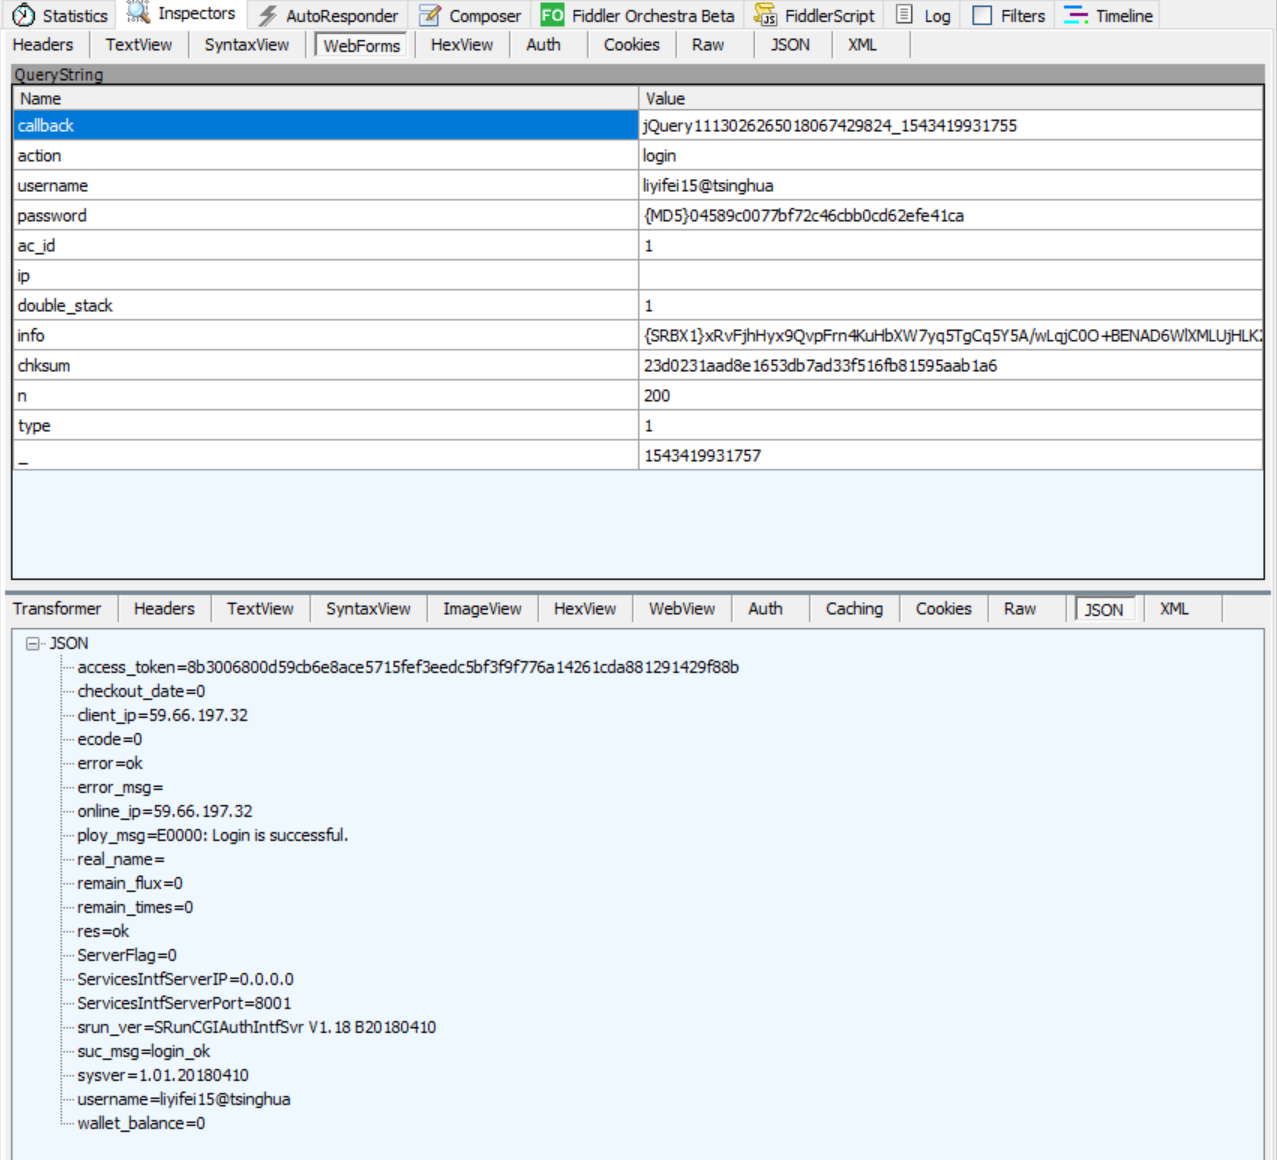 Statistics Inspectors AutoResponder Composer FO Fiddler Orchestra Beta JS FiddlerScript Log Filters Timeline
Headers TextView SyntaxView WebForms HexView Auth Cookies Raw JSON XML
QueryString
Name Value
callback jQuery1113026265018067429824_1543419931755
action login
username liyifei15@tsinghua
password {MD5}04589c0077bf72c46cbb0cd62efe41ca
ac_id 1
ip
double_stack 1
info {SRBX1}xRvFjhHyx9QvpFrn4KuHbXW7yq5TgCq5Y5A/wLqjC0O+BENAD6WlXMLUjHLK
chksum 23d0231aad8e1653db7ad33f516fb81595aab1a6
n 200
type 1
_ 1543419931757
Transformer Headers TextView SyntaxView ImageView HexView WebView Auth Caching Cookies Raw JSON XML
JSON
access_token=8b3006800d59cb6e8ace5715fef3eedc5bf3f9f776a14261cda881291429f88b
checkout_date=0
client_ip=59.66.197.32
ecode=0
error=ok
error_msg=
online_ip=59.66.197.32
ploy_msg=E0000: Login is successful.
real_name=
remain_flux=0
remain_times=0
res=ok
ServerFlag=0
ServicesIntfServerIP=0.0.0.0
ServicesIntfServerPort=8001
srun_ver=SRunCGIAuthIntfSvr V1.18 B20180410
suc_msg=login_ok
sysver=1.01.20180410
username=liyifei15@tsinghua
wallet_balance=0